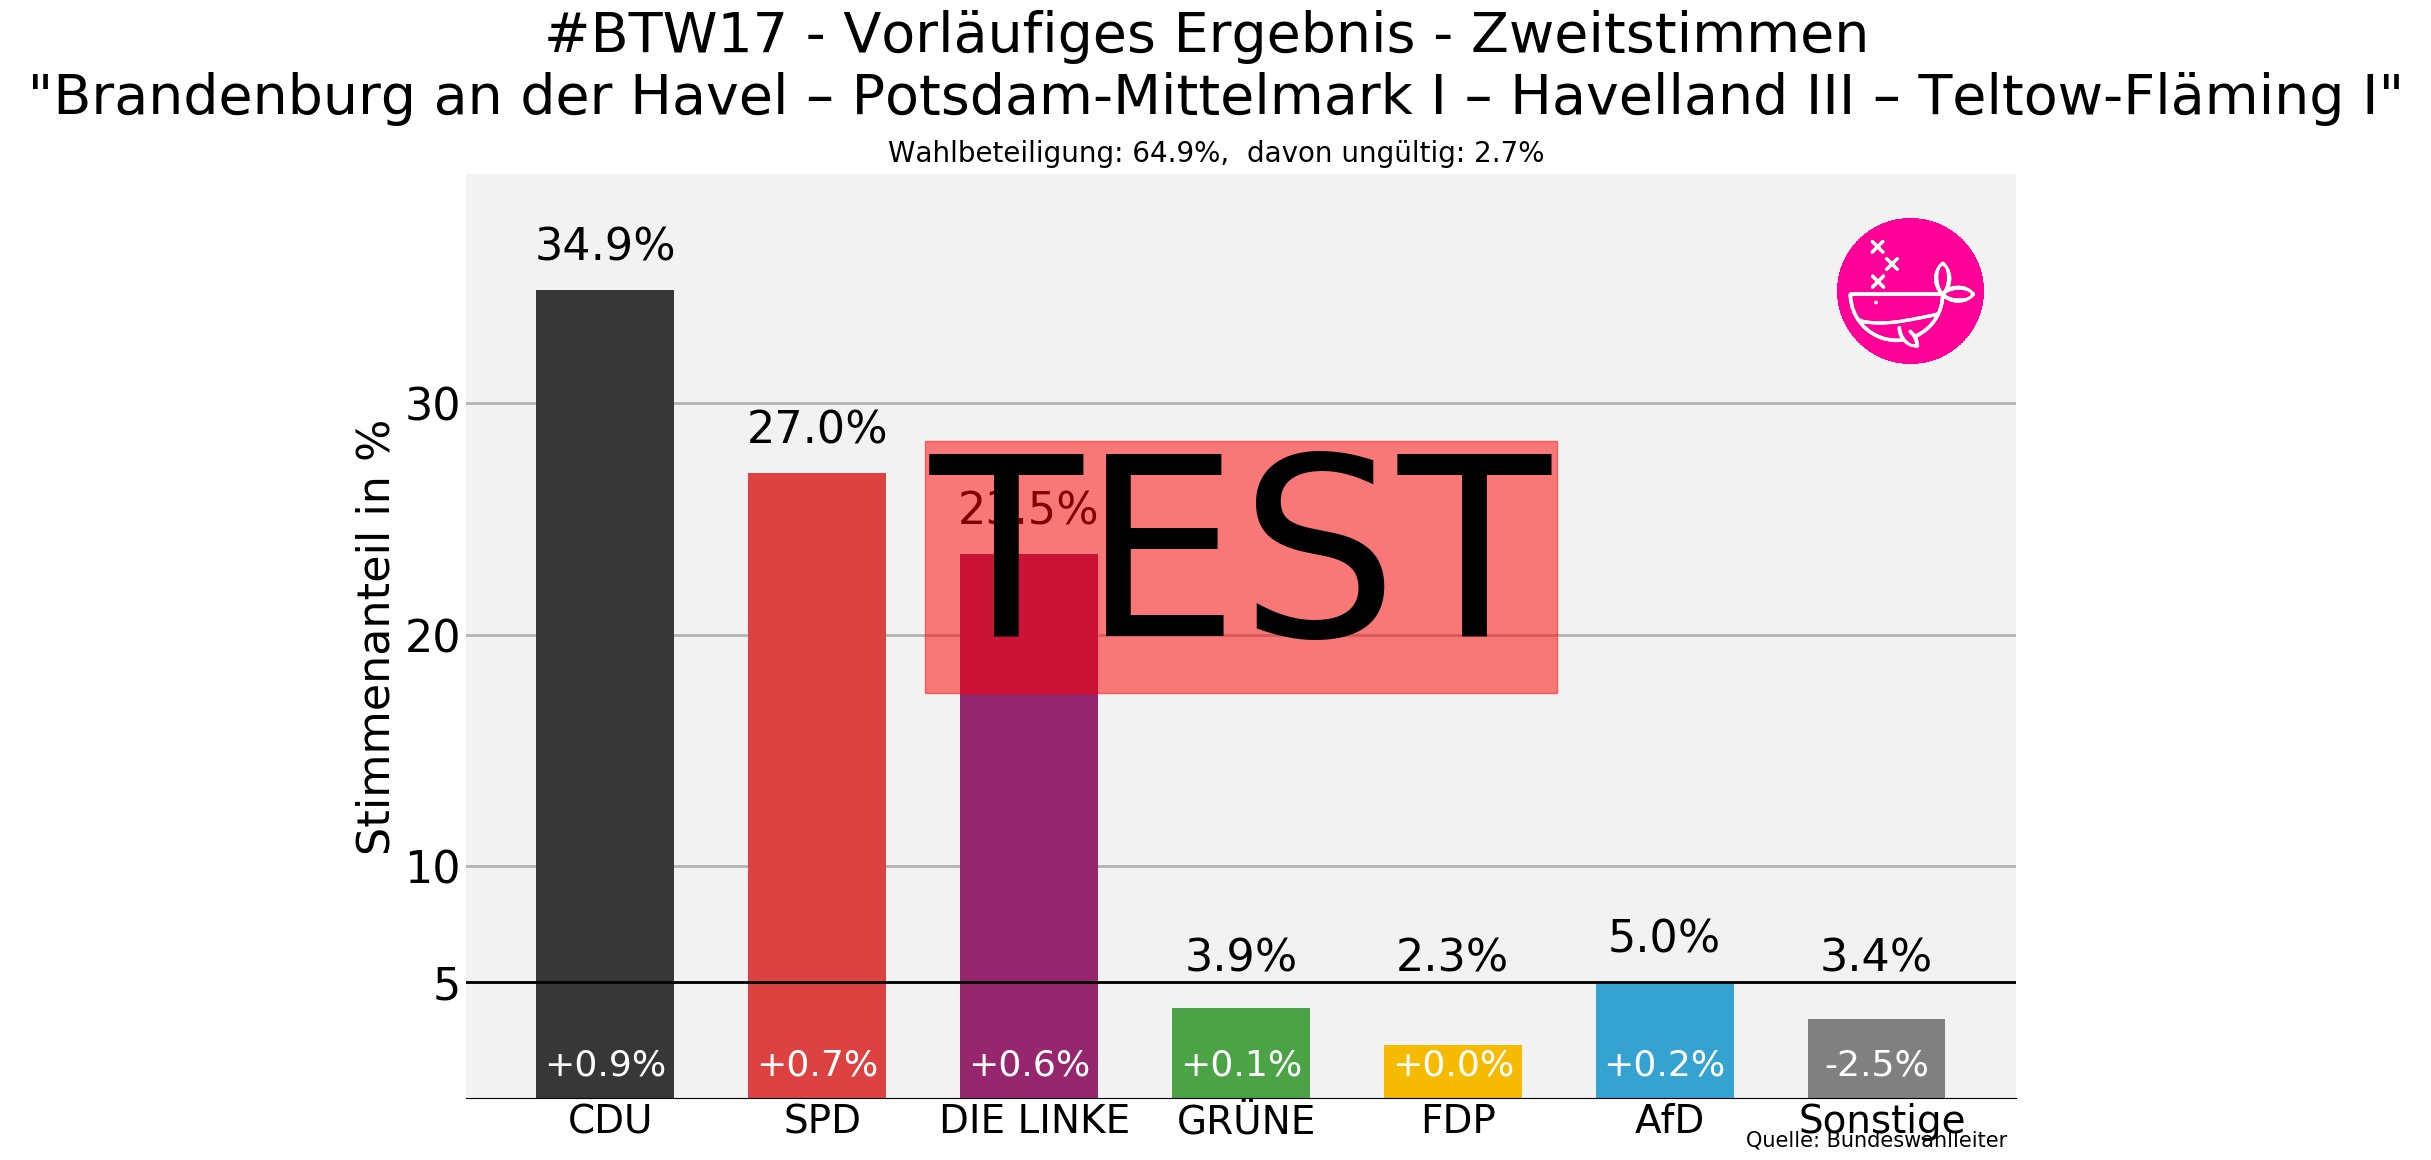 #BTW17 - Vorläufiges Ergebnis - Zweitstimmen
"Brandenburg an der Havel – Potsdam-Mittelmark I – Havelland III – Teltow-Fläming I"
Wahlbeteiligung: 64.9%,  davon ungültig: 2.7%
Stimmenanteil in %
30
20
10
5
34.9%
27.0%
23.5%
3.9%
2.3%
5.0%
3.4%
TEST
+0.9%
+0.7%
+0.6%
+0.1%
+0.0%
+0.2%
-2.5%
CDU
SPD
DIE LINKE
GRÜNE
FDP
AfD
Sonstige
Quelle: Bundeswahlleiter